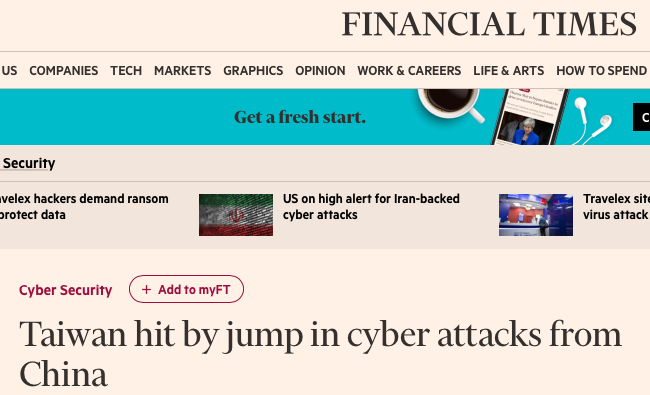 FINANCIAL TIMES
US COMPANIES TECH MARKETS GRAPHICS OPINION WORK & CAREERS LIFE & ARTS HOW TO SPEND
Get a fresh start.
Security
velex hackers demand ransom
protect data
US on high alert for Iran-backed
cyber attacks
Travelex site
virus attack
Cyber Security
+ Add to myFT
Taiwan hit by jump in cyber attacks from
China